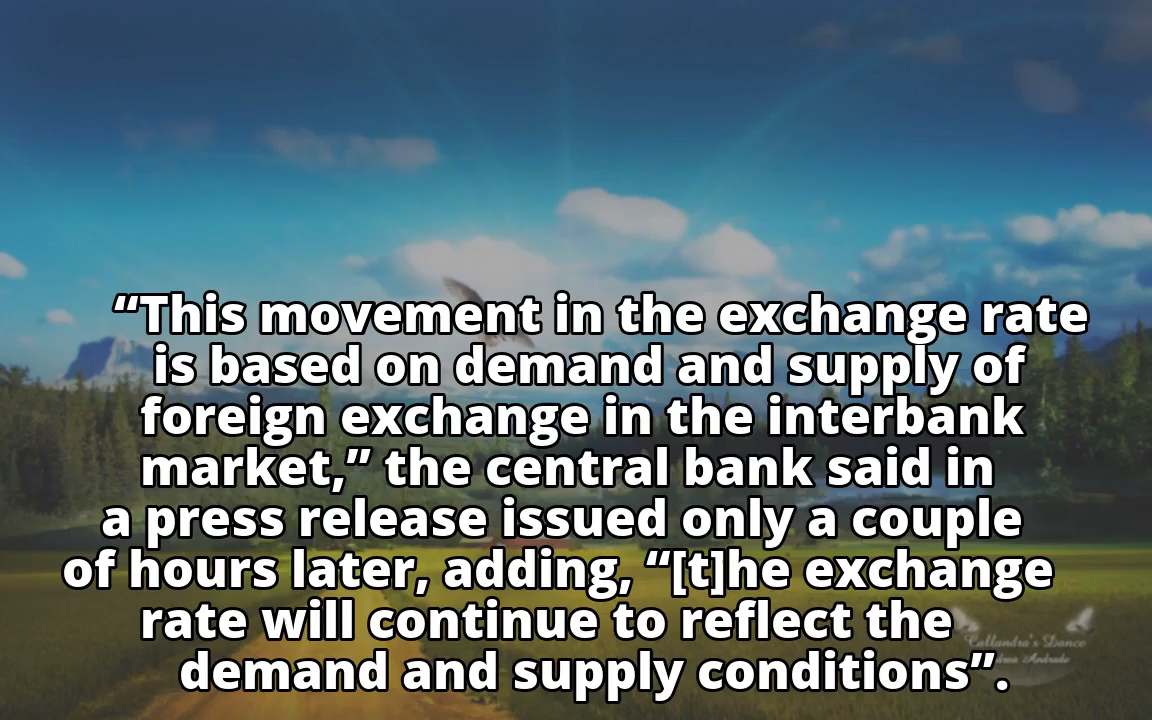 “This movement in the exchange rate
is based on demand and supply of
foreign exchange in the interbank
market,” the central bank said in
a press release issued only a couple
of hours later, adding, “[t]he exchange
rate will continue to reflect the
demand and supply conditions”.
Callandra's Dance
Andrade